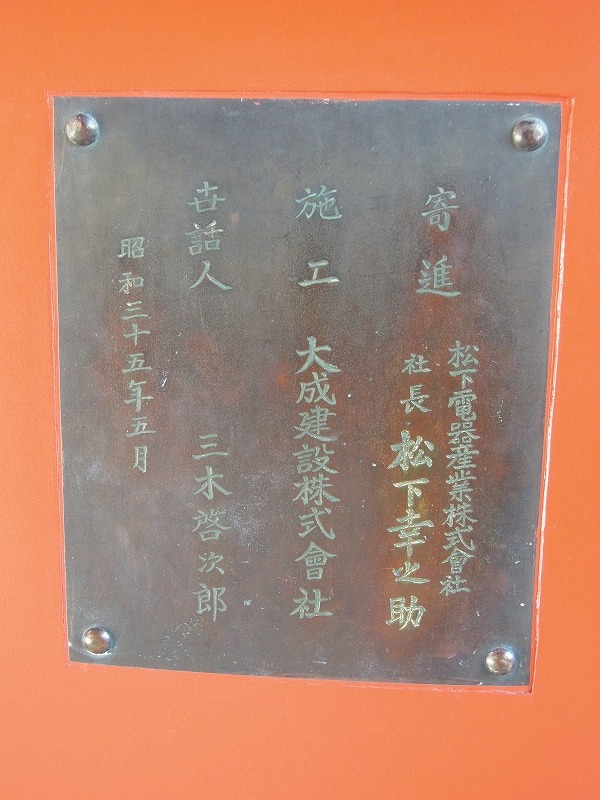 寄進
松下電器産業株式會社
社長 松下幸之助
施工 大成建設株式會社
世話人 三木啓次郎
昭和三十五年五月